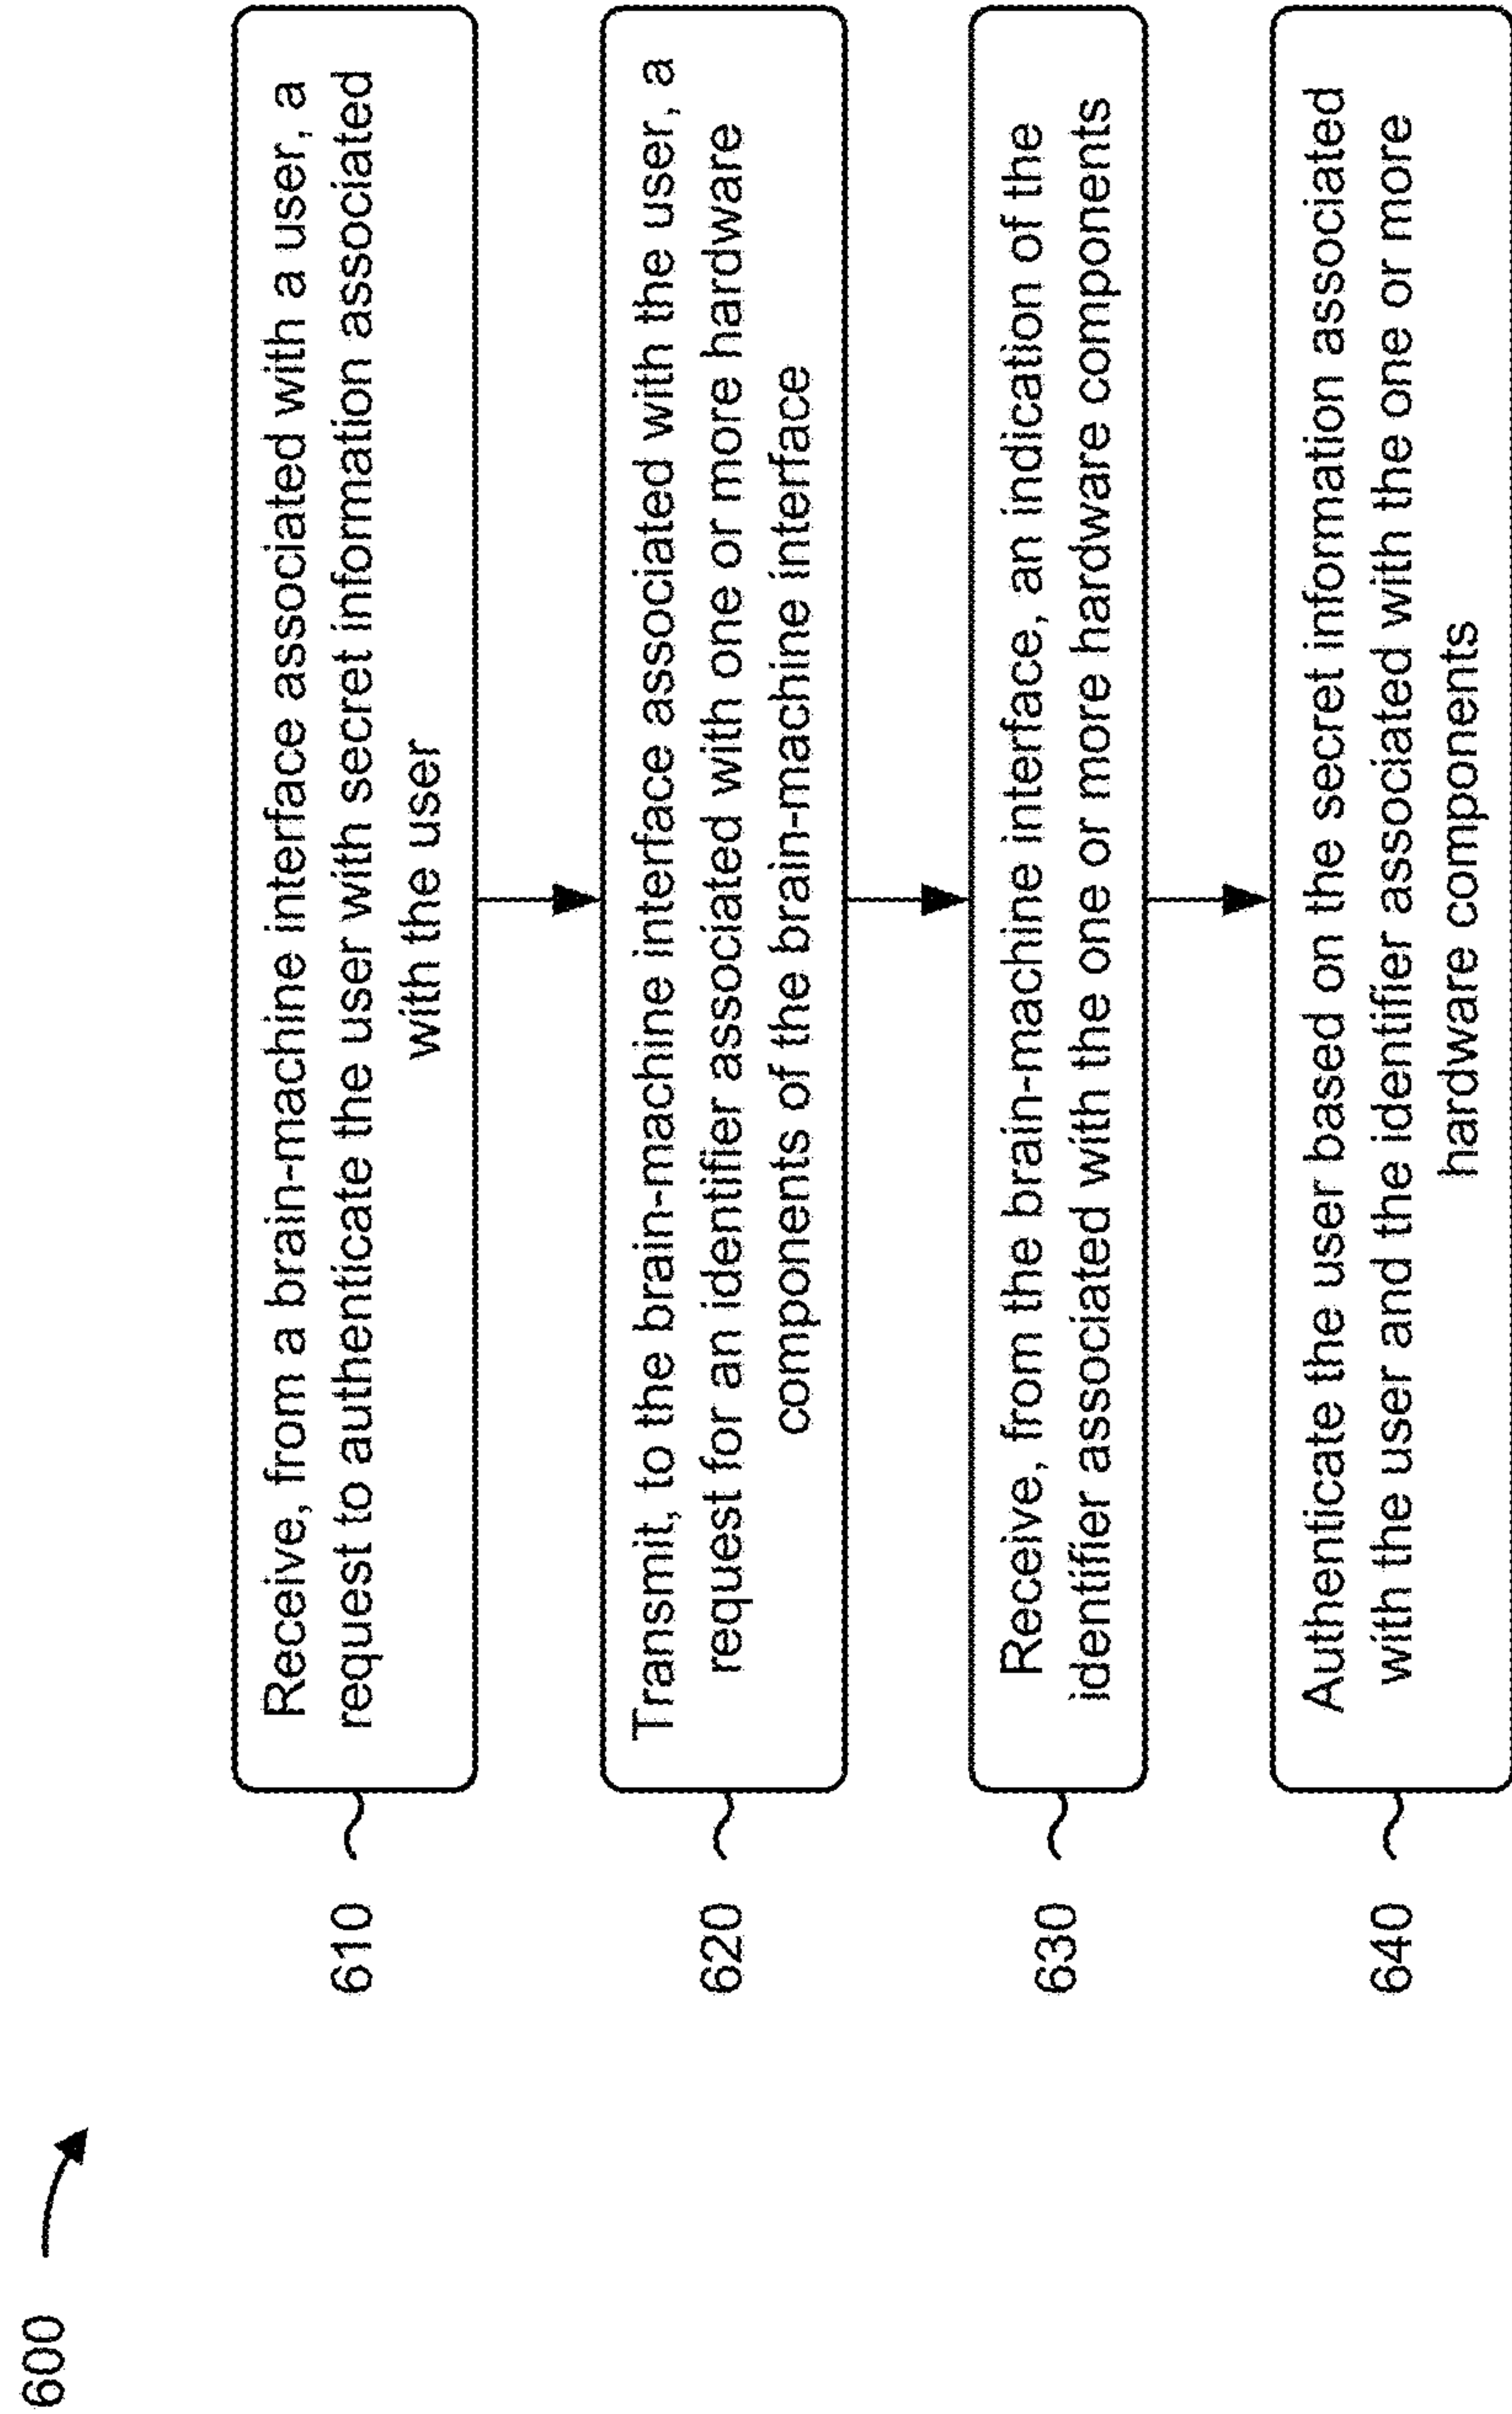 600
610
Receive, from a brain-machine interface associated with a user, a
request to authenticate the user with secret information associated
with the user
620
Transmit, to the brain-machine interface associated with the user, a
request for an identifier associated with one or more hardware
components of the brain-machine interface
630
Receive, from the brain-machine interface, an indication of the
identifier associated with the one or more hardware components
640
Authenticate the user based on the secret information associated
with the user and the identifier associated with the one or more
hardware components